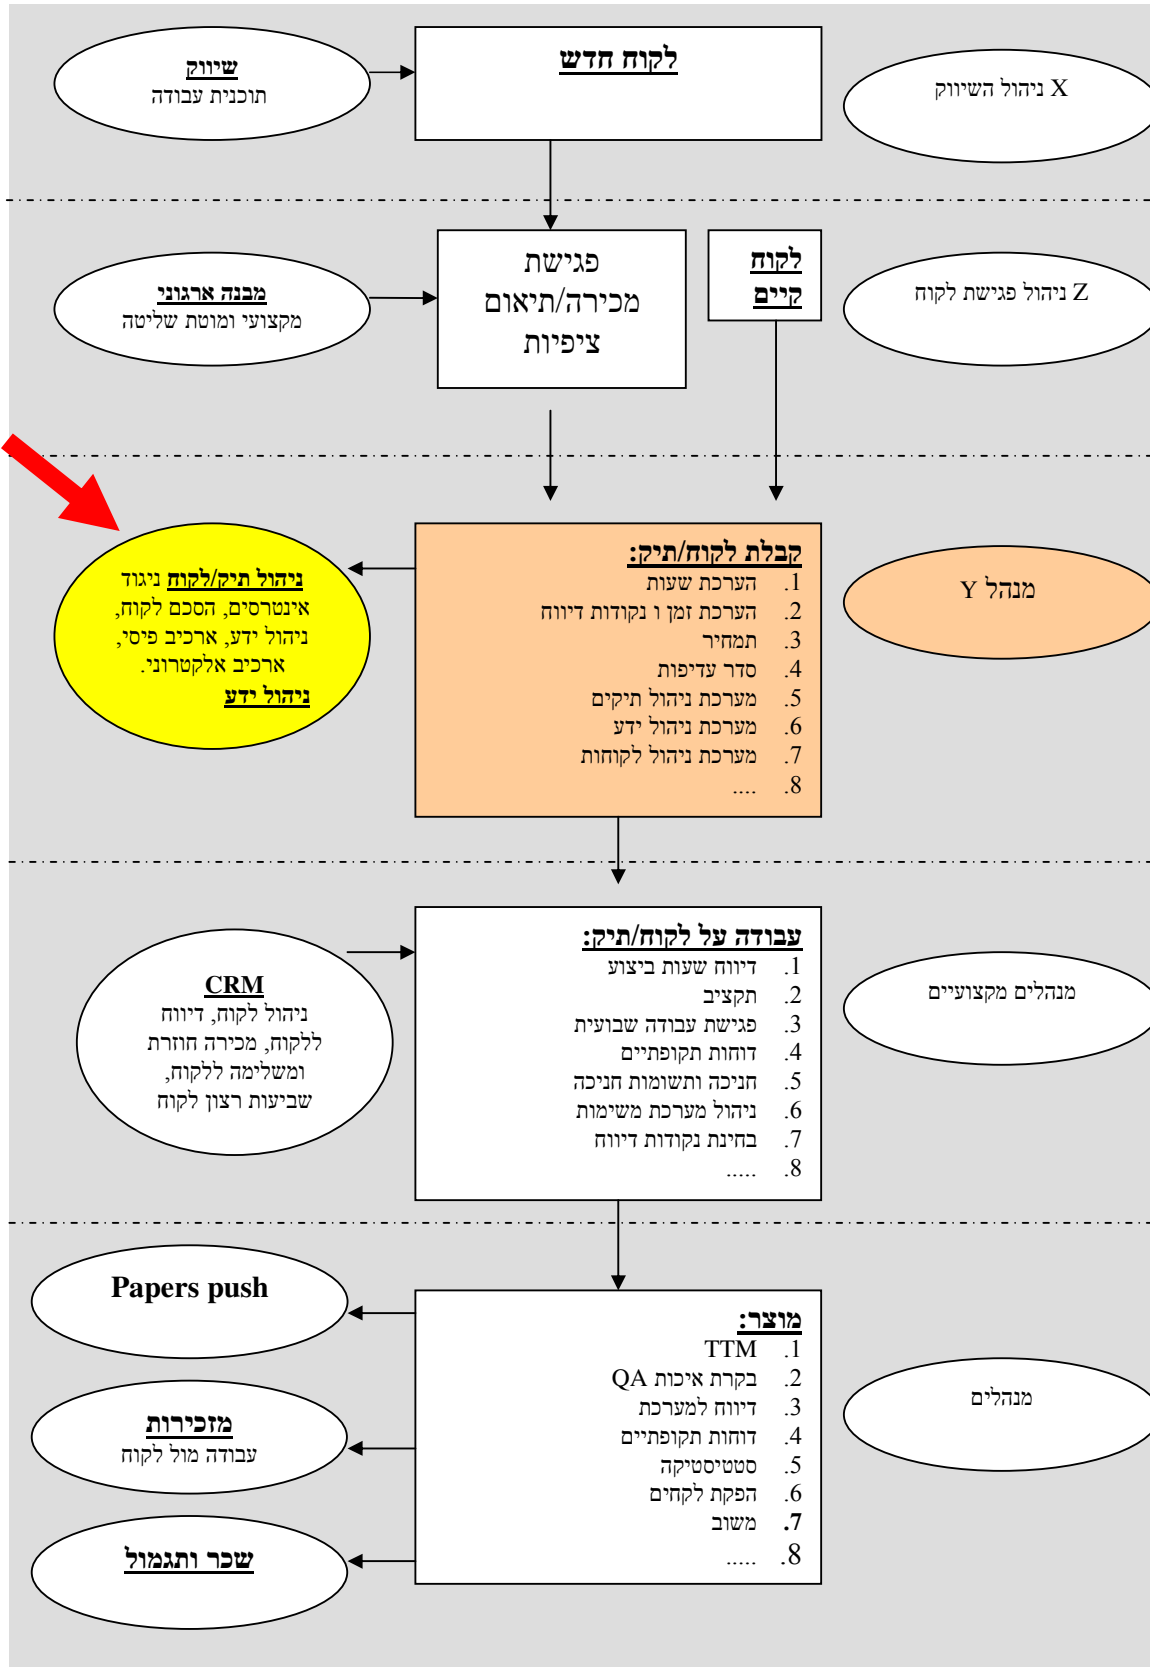 לקוח חדש
שיווק
תוכנית עבודה
X ניהול השיווק
פגישת
מכירה/תיאום
ציפיות
לקוח
קיים
מבנה ארגוני
מקצועי ומוטת שליטה
Z ניהול פגישת לקוח
קבלת לקוח/תיק:
1. הערכת שעות
2. הערכת זמן ו נקודות דיווח
3. תמחיר
4. סדר עדיפות
5. מערכת ניהול תיקים
6. מערכת ניהול ידע
7. מערכת ניהול לקוחות
8. ....
ניהול תיק/לקוח ניגוד
אינטרסים, הסכם לקוח,
ניהול ידע, ארכיב פיסי,
ארכיב אלקטרוני.
ניהול ידע
מנהל Y
עבודה על לקוח/תיק:
1. דיווח שעות ביצוע
2. תקציב
3. פגישת עבודה שבועית
4. דוחות תקופתיים
5. חניכה ותשומות חניכה
6. ניהול מערכת משימות
7. בחינת נקודות דיווח
8. .....
CRM
ניהול לקוח, דיווח
ללקוח, מכירה חוזרת
ומשלימה ללקוח,
שביעות רצון לקוח
מנהלים מקצועיים
מוצר:
1. TTM
2. בקרת איכות QA
3. דיווח למערכת
4. דוחות תקופתיים
5. סטטיסטיקה
6. הפקת לקחים
7. משוב
8. .....
Papers push
מזכירות
עבודה מול לקוח
שכר ותגמול
מנהלים